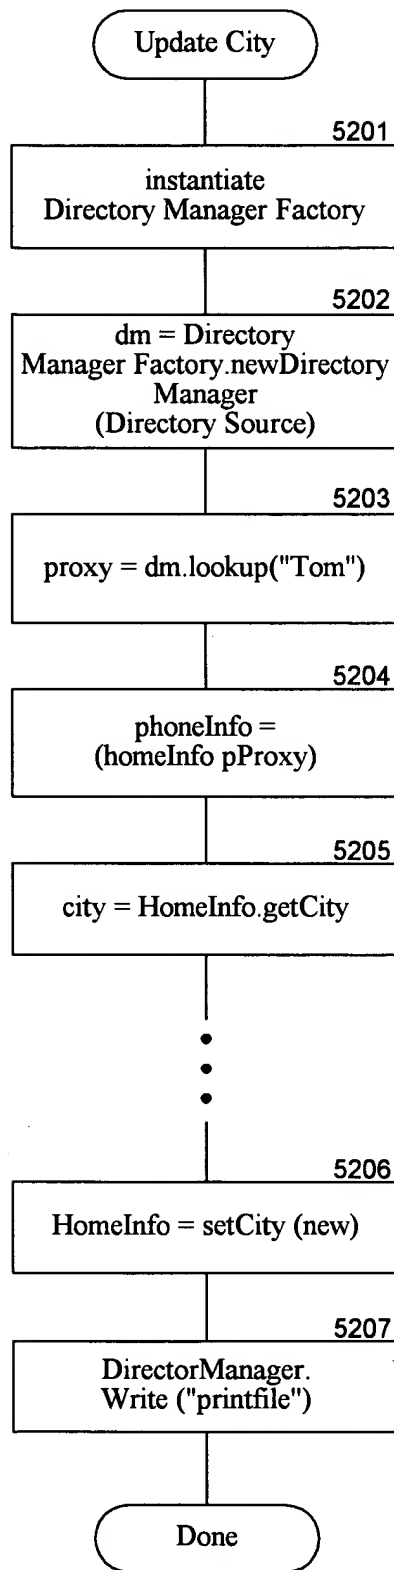 Update City
5201
instantiate
Directory Manager Factory
5202
dm = Directory
Manager Factory.newDirectory
Manager
(Directory Source)
5203
proxy = dm.lookup("Tom")
5204
phoneInfo =
(homeInfo pProxy)
5205
city = HomeInfo.getCity
5206
HomeInfo = setCity (new)
5207
DirectorManager.
Write ("printfile")
Done